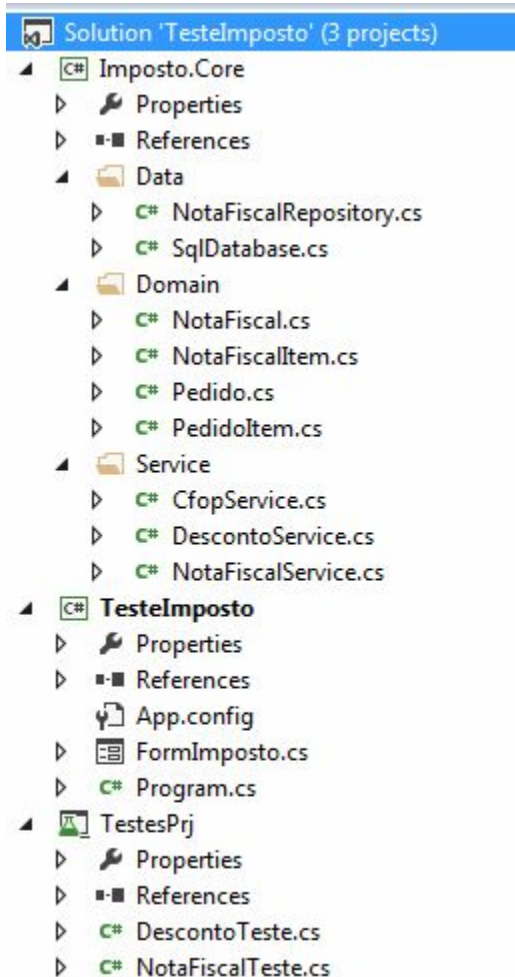 Solution 'TesteImposto' (3 projects)
C# Imposto.Core
Properties
References
Data
C# NotaFiscalRepository.cs
C# SqlDatabase.cs
Domain
C# NotaFiscal.cs
C# NotaFiscalItem.cs
C# Pedido.cs
C# PedidoItem.cs
Service
C# CfopService.cs
C# DescontoService.cs
C# NotaFiscalService.cs
C# TesteImposto
Properties
References
App.config
FormImposto.cs
C# Program.cs
TestesPrj
Properties
References
C# DescontoTeste.cs
C# NotaFiscalTeste.cs